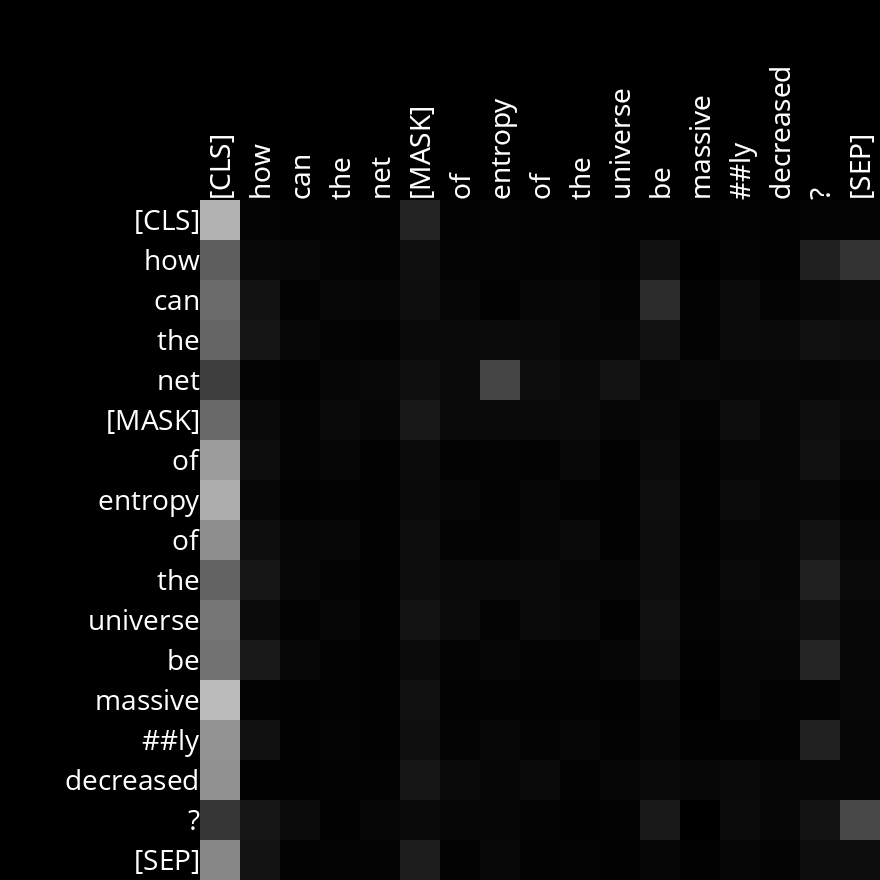 [CLS] how can the net [MASK] of entropy of the universe be massive ##ly decreased ? [SEP]
[CLS]
how
can
the
net
[MASK]
of
entropy
of
the
universe
be
massive
##ly
decreased
?
[SEP]